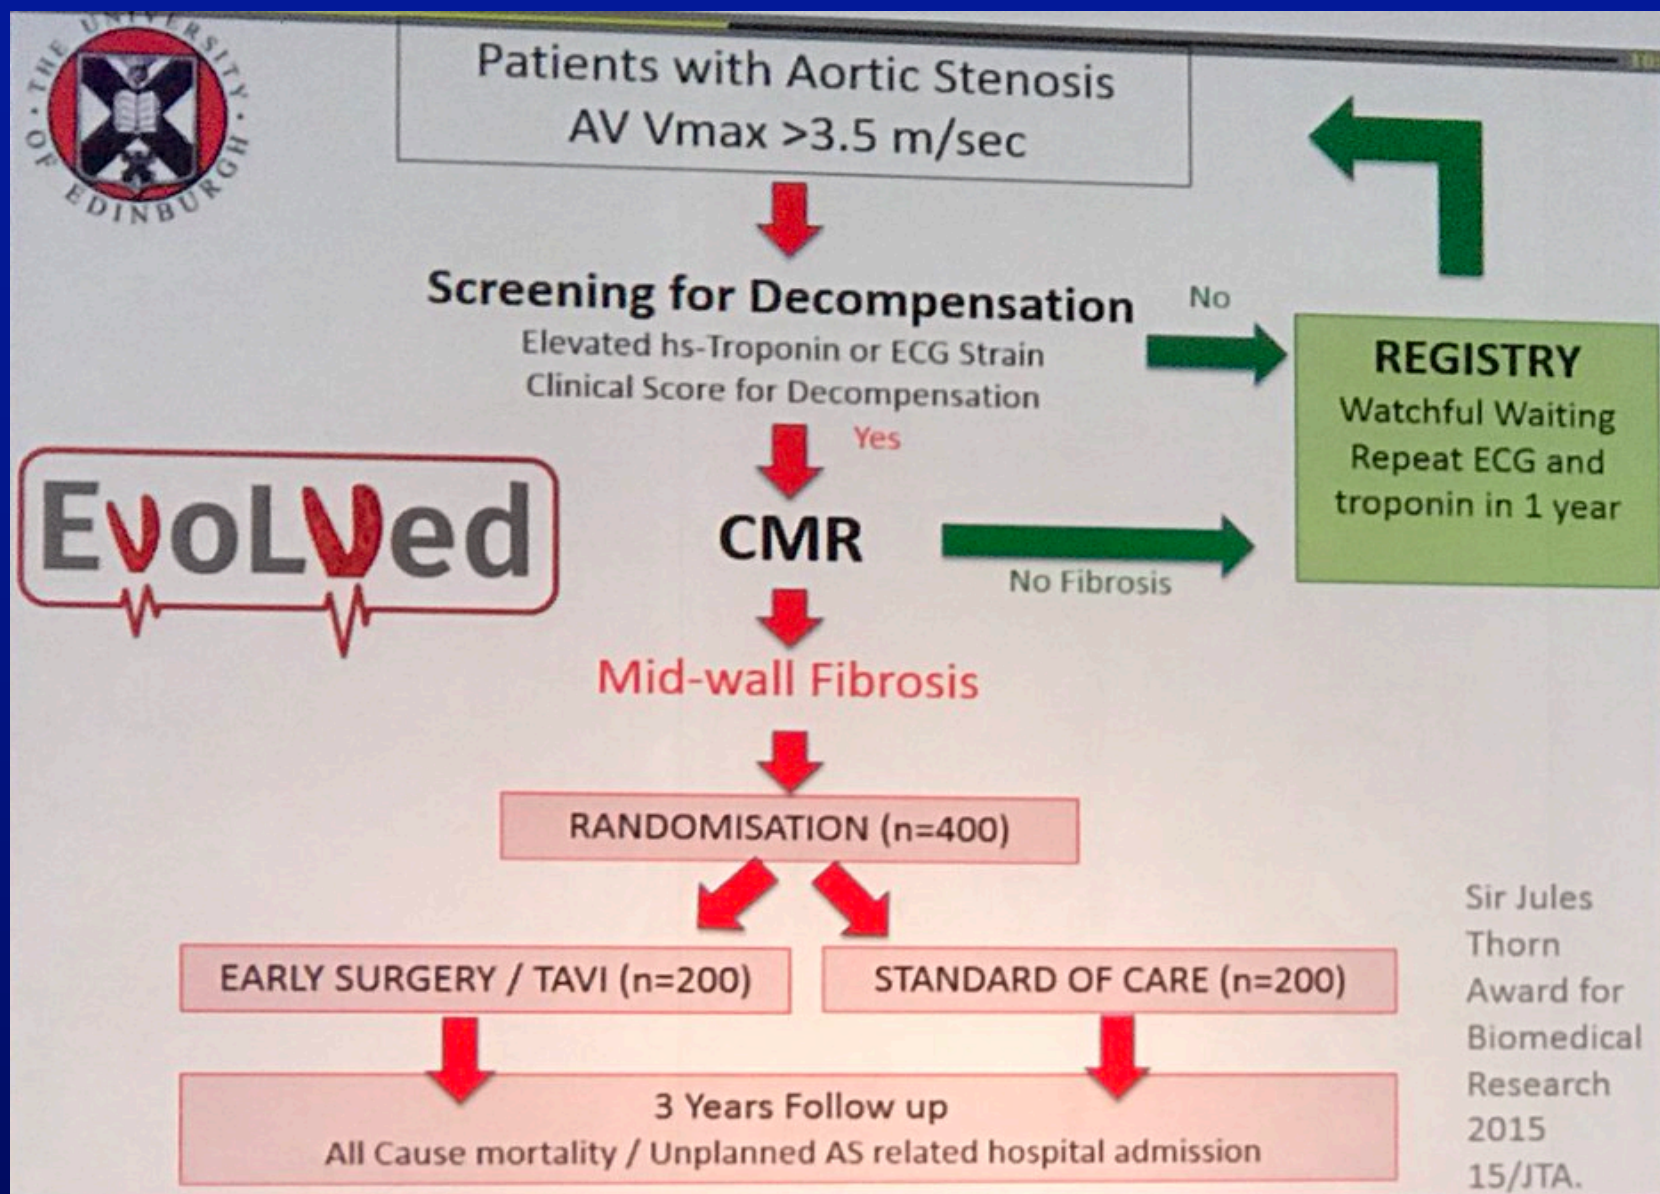 THE UNIVERSITY
OF EDINBURGH
Patients with Aortic Stenosis
AV Vmax >3.5 m/sec
Screening for Decompensation
No
Elevated hs-Troponin or ECG Strain
Clinical Score for Decompensation
Yes
REGISTRY
Watchful Waiting
Repeat ECG and
troponin in 1 year
EvoLVed
CMR
No Fibrosis
Mid-wall Fibrosis
RANDOMISATION (n=400)
EARLY SURGERY / TAVI (n=200)
STANDARD OF CARE (n=200)
3 Years Follow up
All Cause mortality / Unplanned AS related hospital admission
Sir Jules
Thorn
Award for
Biomedical
Research
2015
15/JTA.